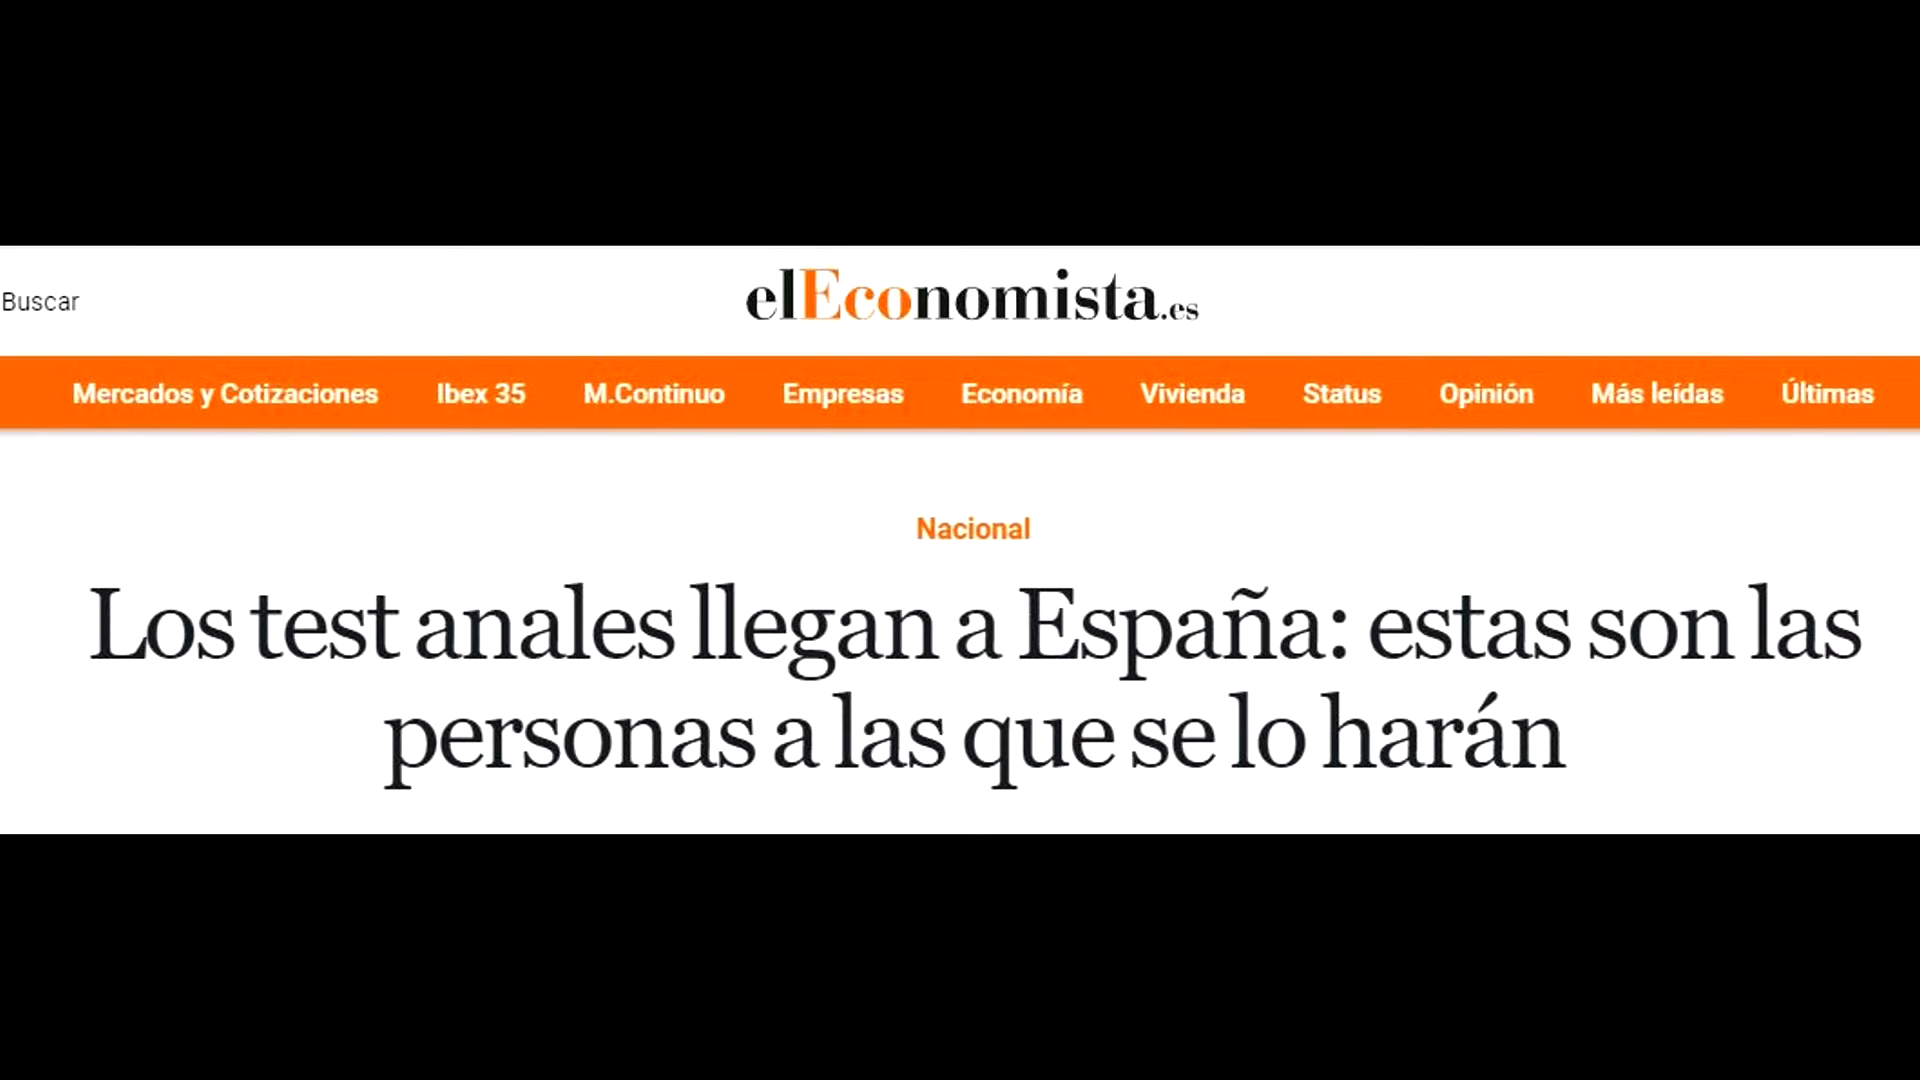 Buscar
elEconomista.es
Mercados y Cotizaciones Ibex 35 M.Continuo Empresas Economía Vivienda Status Opinión Más leídas Últimas
Nacional
Los test anales llegan a España: estas son las
personas a las que se lo harán